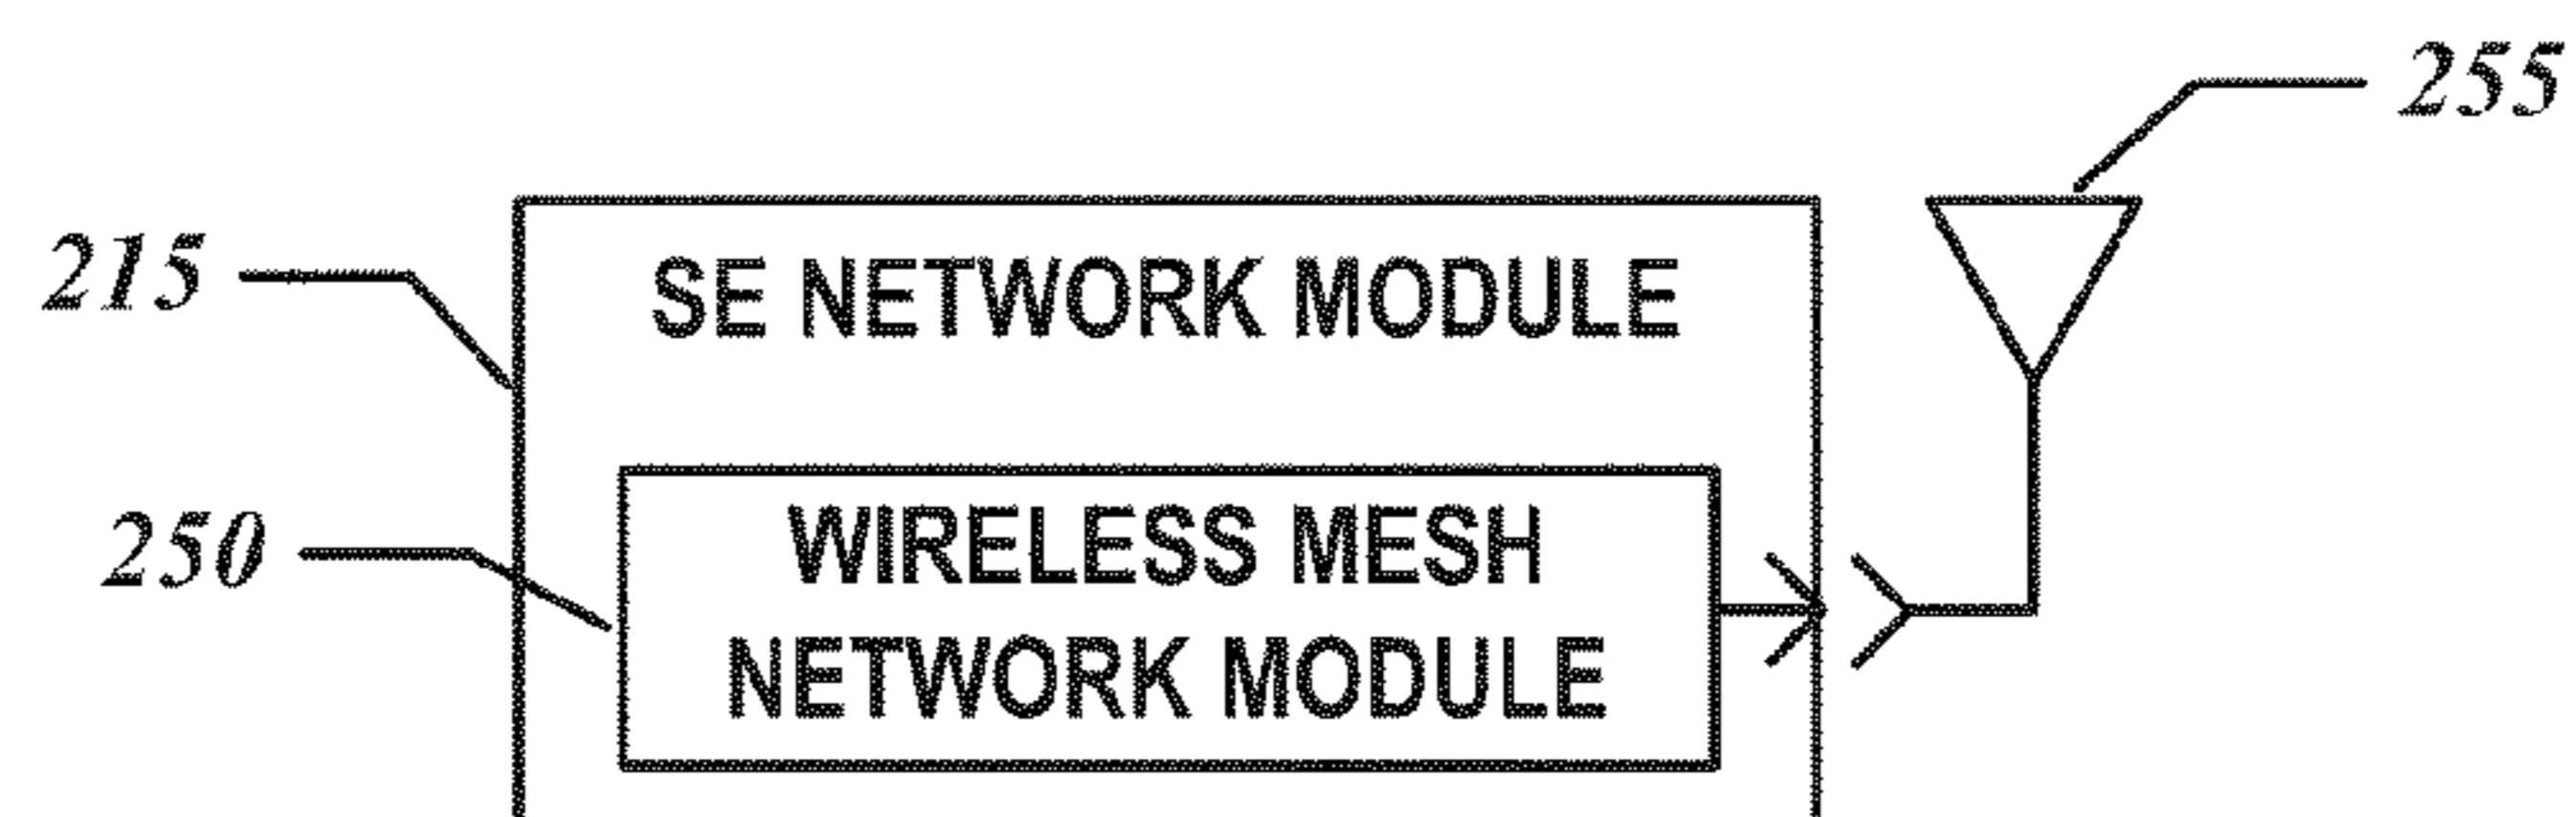 255
215
SE NETWORK MODULE
250
WIRELESS MESH
NETWORK MODULE